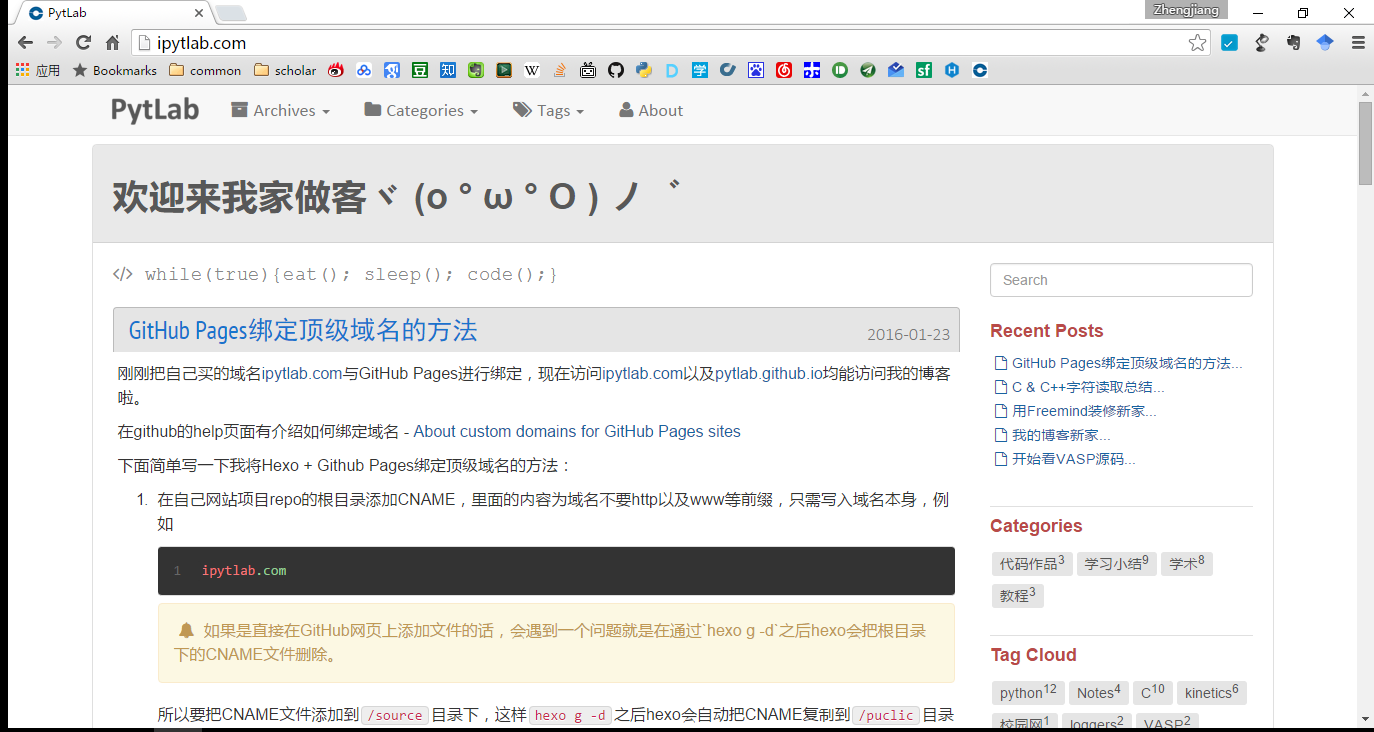 PytLab
Zhengjiang
ipytlab.com
应用 Bookmarks common scholar
PytLab Archives Categories Tags About
欢迎来我家做客ヾ(o ° ω ° O ) ノ ゛
</> while(true){eat(); sleep(); code();}
GitHub Pages绑定顶级域名的方法
2016-01-23
刚刚把自己买的域名ipytlab.com与GitHub Pages进行绑定，现在访问ipytlab.com以及pytlab.github.io均能访问我的博客
啦。
在github的help页面有介绍如何绑定域名 - About custom domains for GitHub Pages sites
下面简单写一下我将Hexo + Github Pages绑定顶级域名的方法：
1. 在自己网站项目repo的根目录添加CNAME，里面的内容为域名不要http以及www等前缀，只需写入域名本身，例
如
1 ipytlab.com
如果是直接在GitHub网页上添加文件的话，会遇到一个问题就是在通过`hexo g -d`之后hexo会把根目录
下的CNAME文件删除。
所以要把CNAME文件添加到 /source 目录下，这样 hexo g -d 之后hexo会自动把CNAME复制到 /puclic 目录
Search
Recent Posts
GitHub Pages绑定顶级域名的方法...
C & C++字符读取总结...
用Freemind装修新家...
我的博客新家...
开始看VASP源码...
Categories
代码作品3 学习小结9 学术8
教程3
Tag Cloud
python12 Notes4 C10 kinetics6
校园网1 loggers2 VASP2